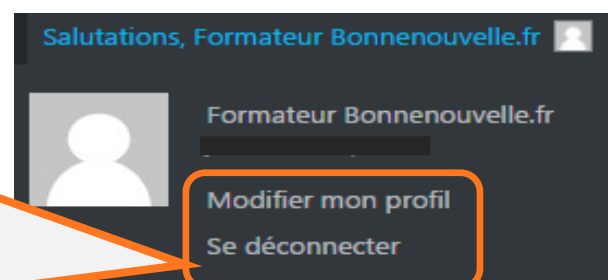 Salutations, Formateur Bonnenouvelle.fr
Formateur Bonnenouvelle.fr
Modifier mon profil
Se déconnecter